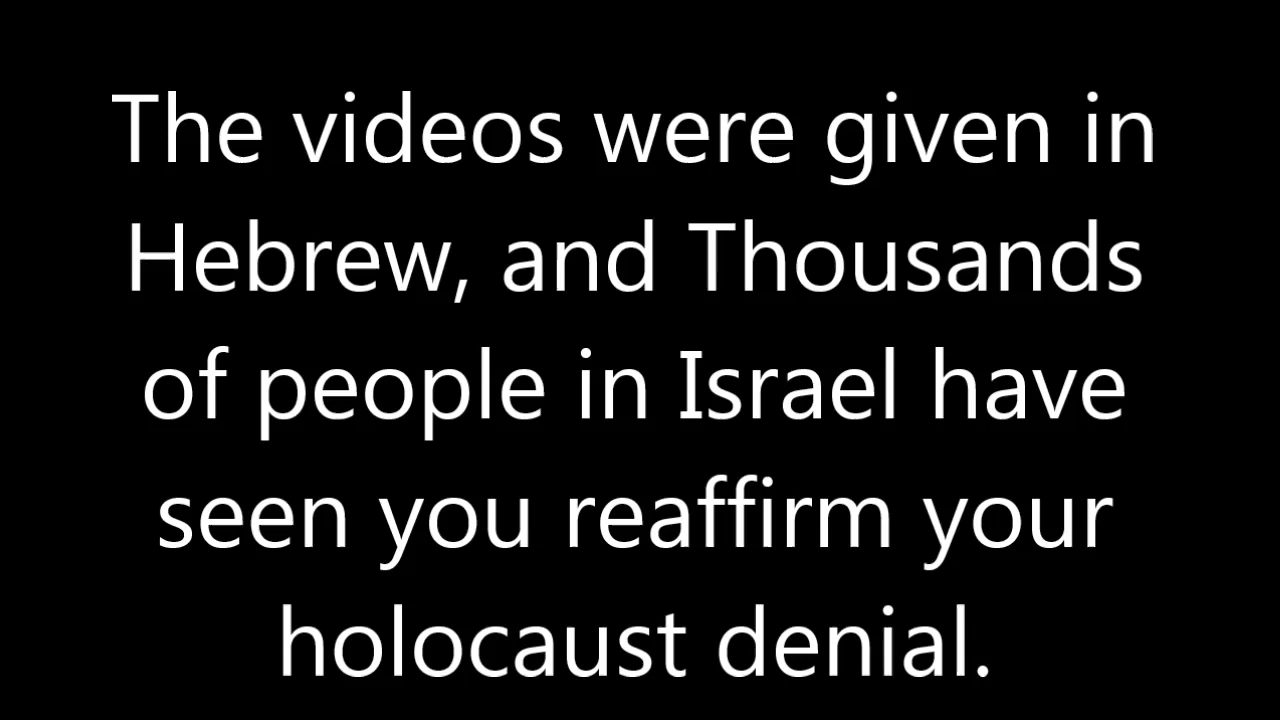 The videos were given in
Hebrew, and Thousands
of people in Israel have
seen you reaffirm your
holocaust denial.